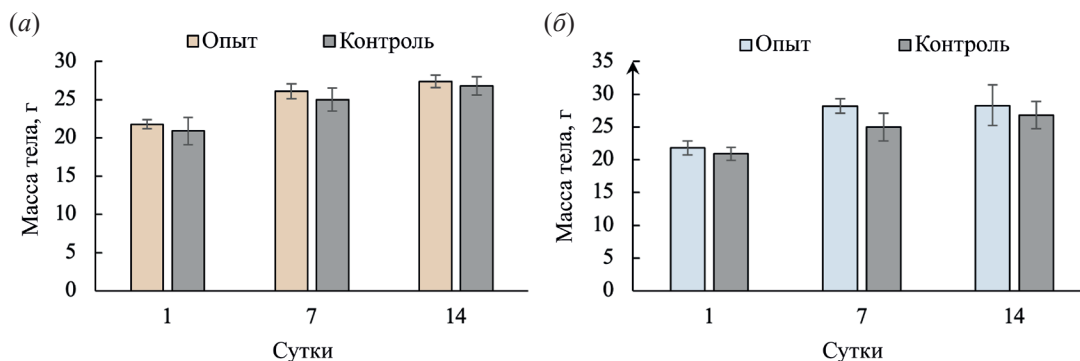 (а)
Опыт Контроль
Масса тела, г
30
25
20
15
10
5
0
1 7 14
Сутки
(б)
Опыт Контроль
Масса тела, г
35
30
25
20
15
10
5
0
1 7 14
Сутки